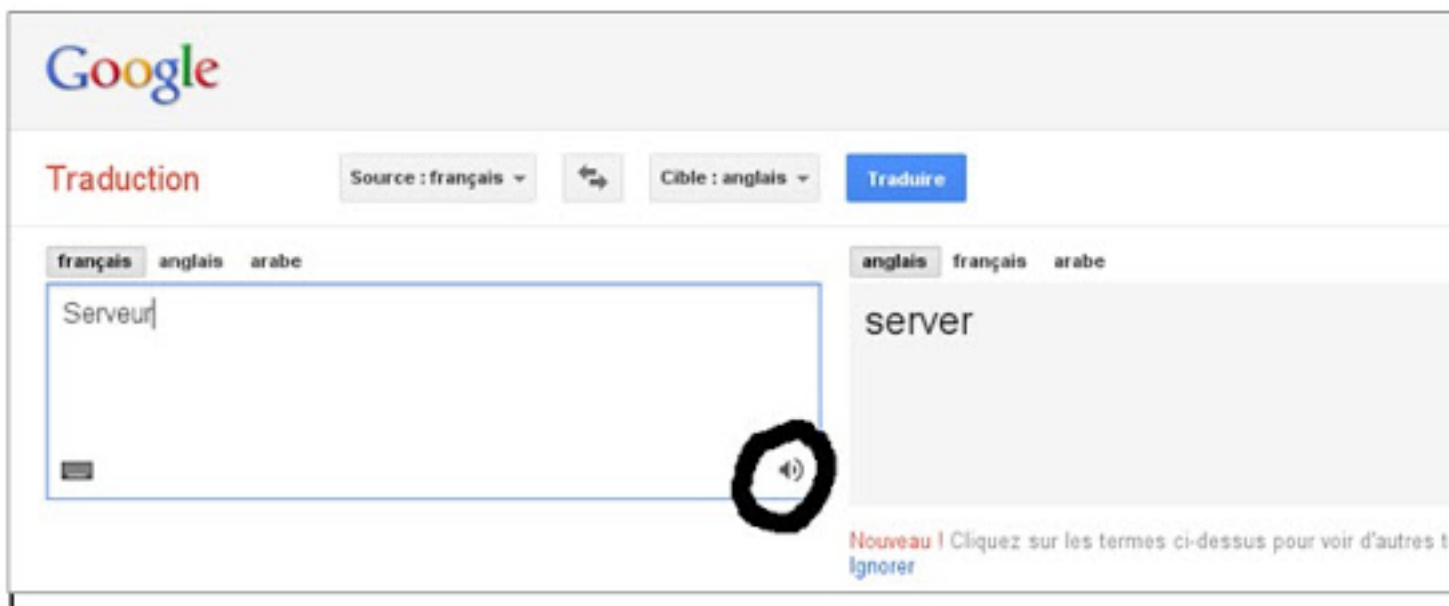 Google
Traduction Source : français Cible : anglais Traduire
français anglais arabe
Serveur
anglais français arabe
server
Nouveau ! Cliquez sur les termes ci-dessus pour voir d'autres
Ignorer